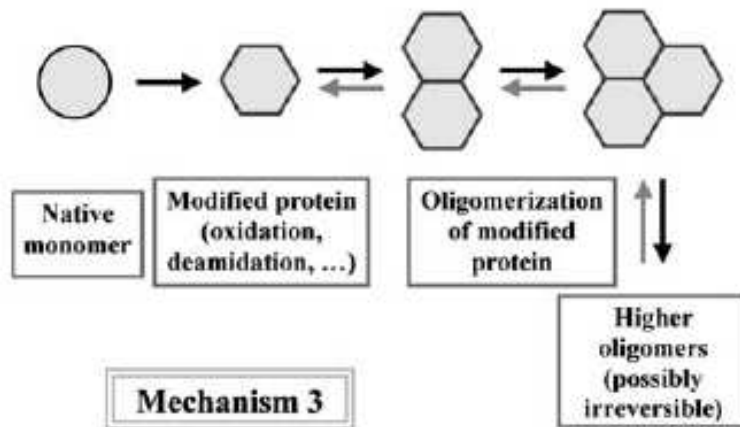 Native
monomer
Modified protein
(oxidation,
deamidation, ...)
Oligomerization
of modified
protein
Higher
oligomers
(possibly
irreversible)
Mechanism 3